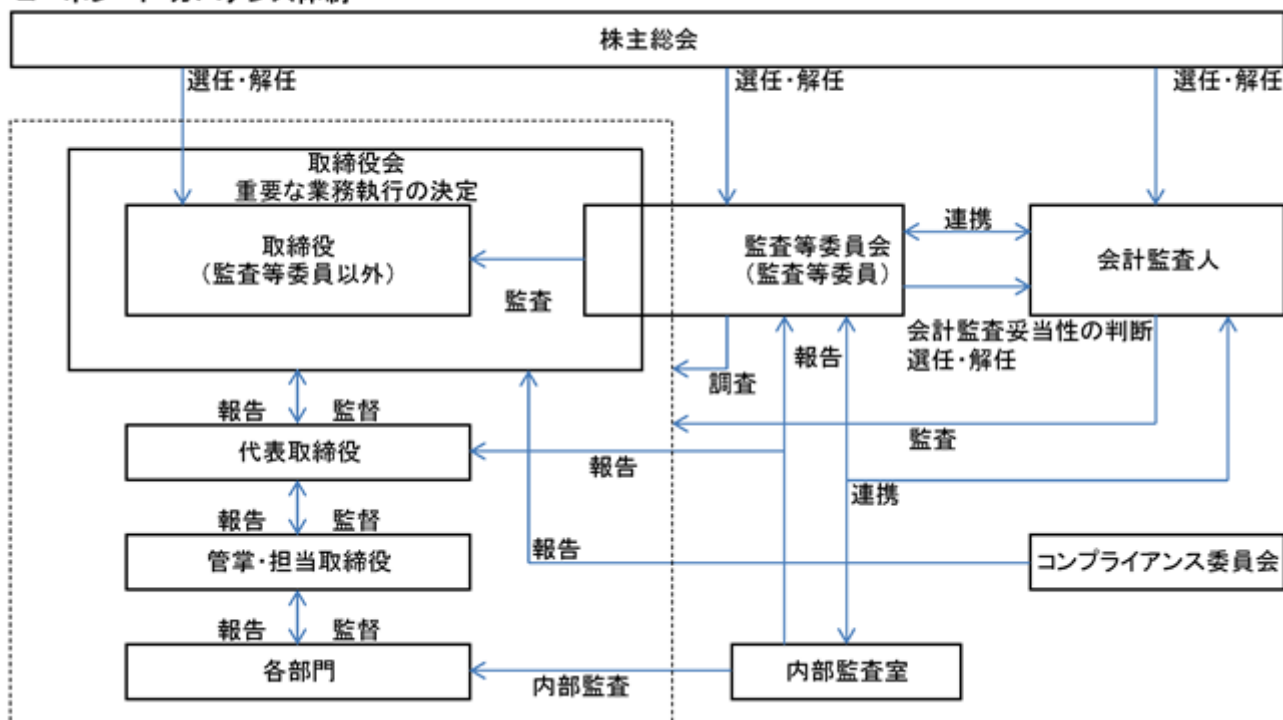 株主総会
選任・解任
選任・解任
選任・解任
取締役会
重要な業務執行の決定
取締役
（監査等委員以外）
監査
監査等委員会
（監査等委員）
連携
会計監査人
会計監査妥当性の判断
選任・解任
報告
調査
報告
監督
監査
代表取締役
報告
連携
報告
監督
報告
管掌・担当取締役
コンプライアンス委員会
報告
監督
各部門
内部監査
内部監査室